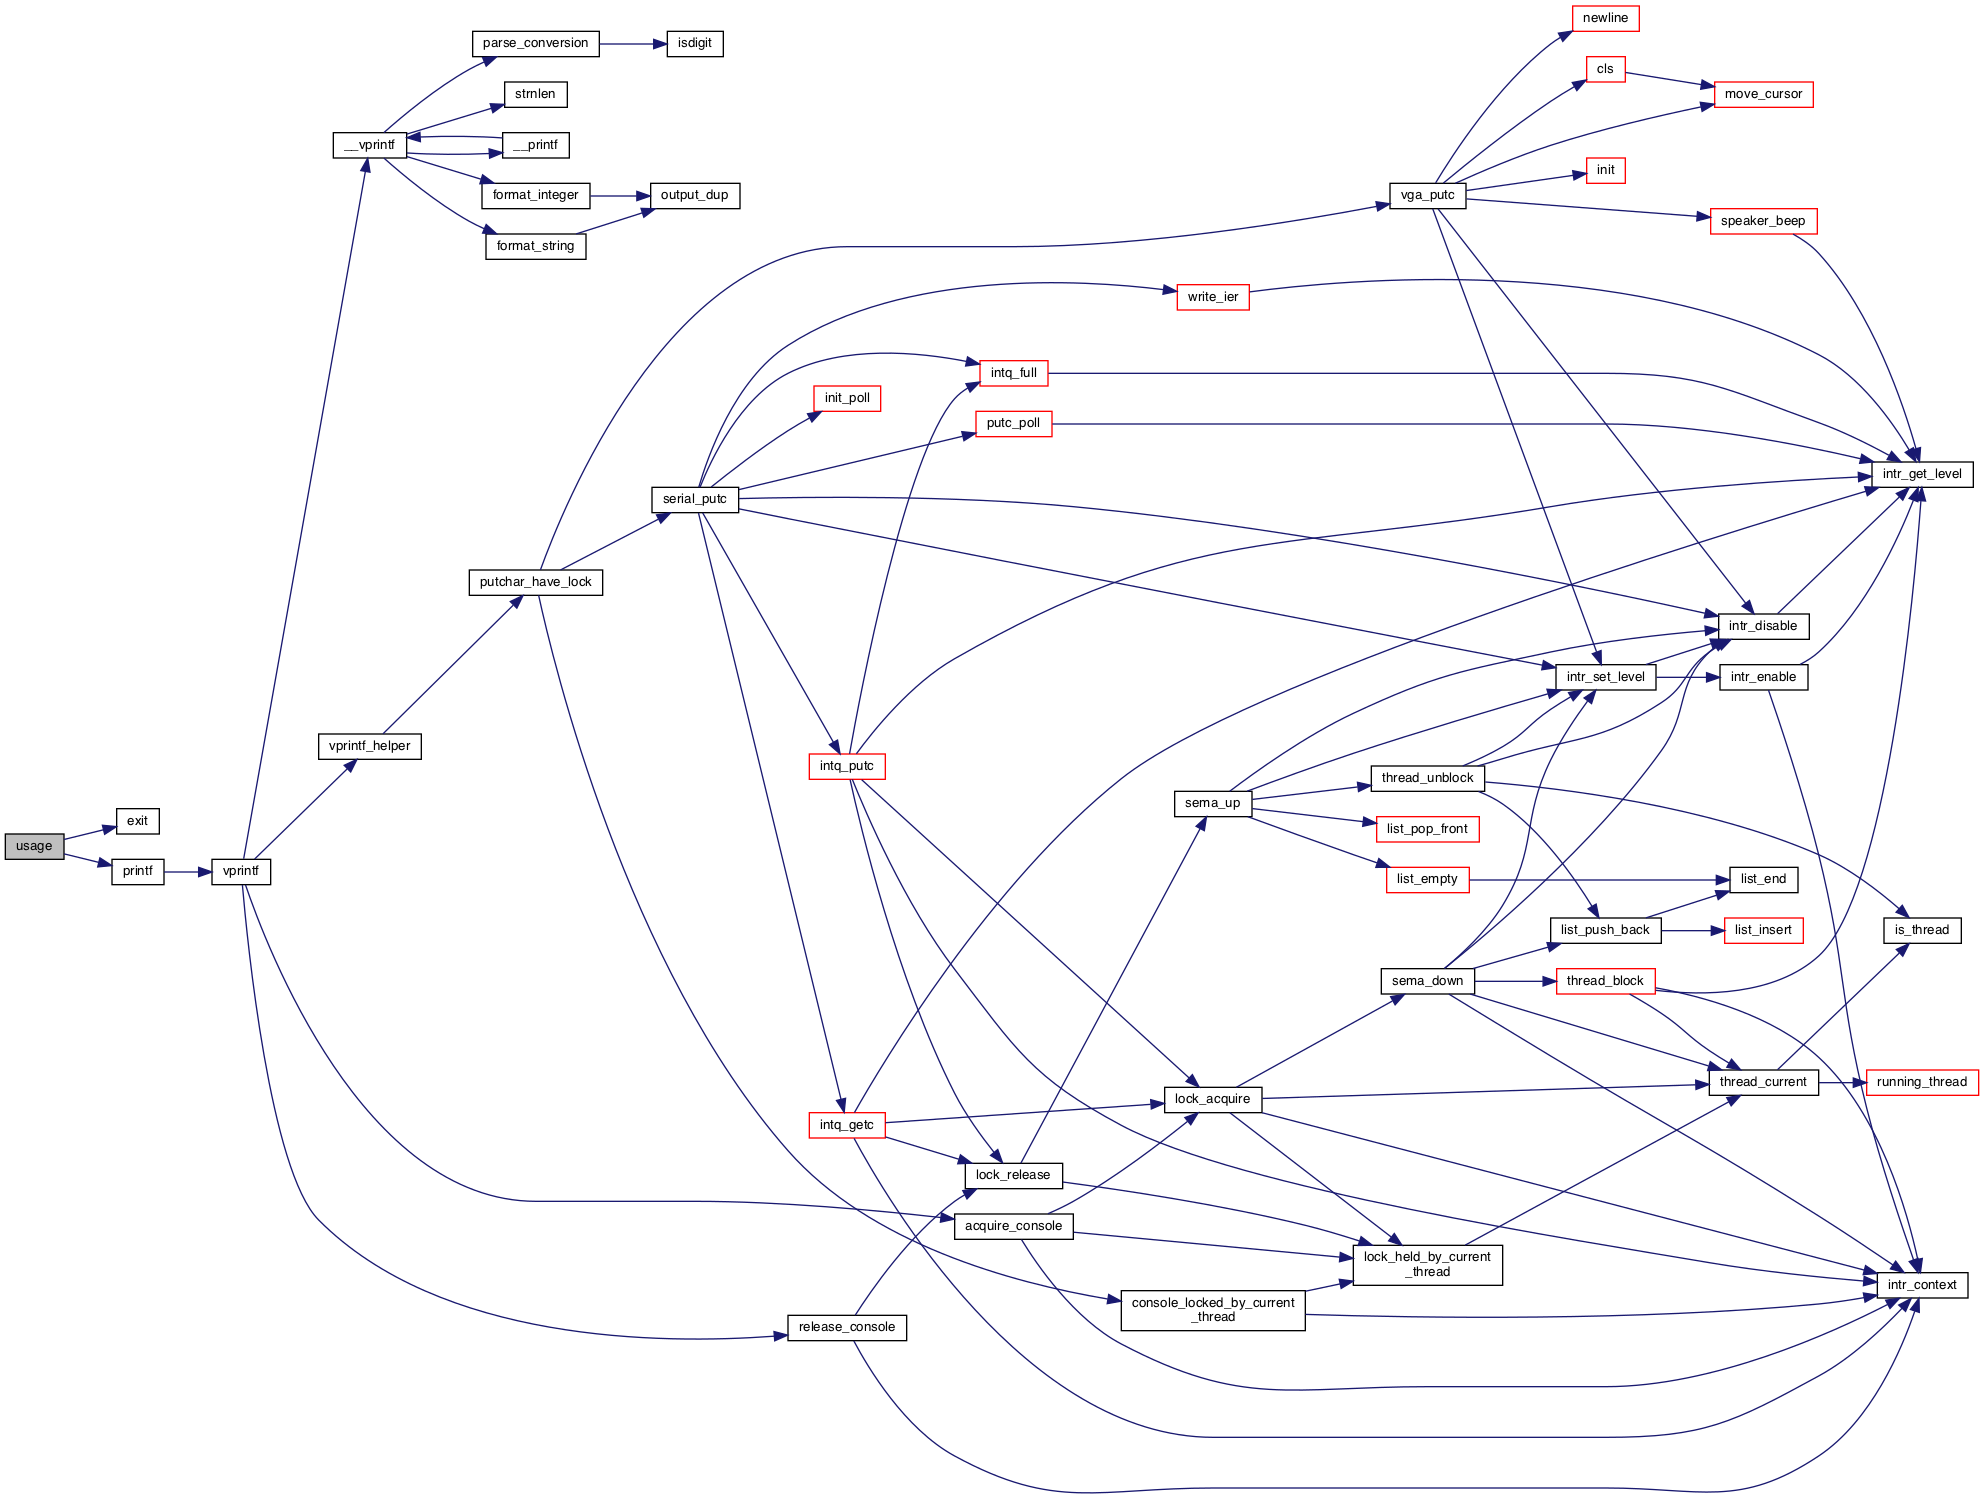 newline
parse_conversion
isdigit
cls
strnlen
move_cursor
__vprintf
__printf
init
format_integer
output_dup
vga_putc
speaker_beep
format_string
write_ier
intq_full
init_poll
putc_poll
intr_get_level
serial_putc
putchar_have_lock
intr_disable
intr_set_level
intr_enable
vprintf_helper
intq_putc
thread_unblock
sema_up
exit
list_pop_front
usage
printf
vprintf
list_empty
list_end
list_push_back
list_insert
is_thread
sema_down
thread_block
thread_current
running_thread
lock_acquire
intq_getc
lock_release
acquire_console
lock_held_by_current
_thread
intr_context
console_locked_by_current
_thread
release_console